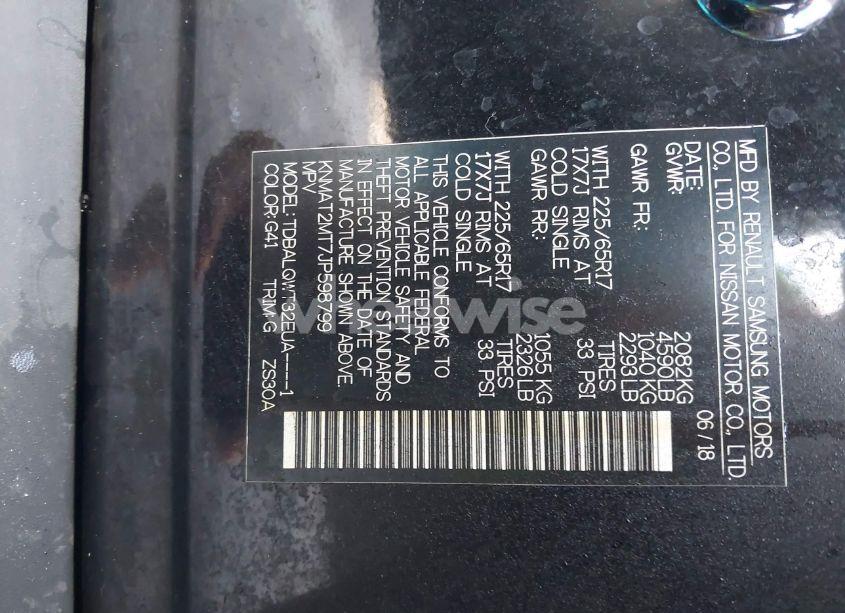 MFD BY RENAULT SAMSUNG MOTORS
CO., LTD. FOR NISSAN MOTOR CO., LTD.
DATE: 06/18
GVWR: 2082KG
4590LB
GAWR FR: 1040 KG
2293LB
WITH 225/65R17 TIRES
17X7J RIMS AT 33 PSI
COLD SINGLE
GAWR RR: 1055 KG
2326LB
WITH 225/65R17 TIRES
17X7J RIMS AT 33 PSI
COLD SINGLE
THIS VEHICLE CONFORMS TO
ALL APPLICABLE FEDERAL
MOTOR VEHICLE SAFETY AND
THEFT PREVENTION STANDARDS
IN EFFECT ON THE DATE OF
MANUFACTURE SHOWN ABOVE.
KNMAT2MT7JP598799
MPV
MODEL: TDBALQWT32EUA----1
COLOR: G41 TRIM: G ZS30A